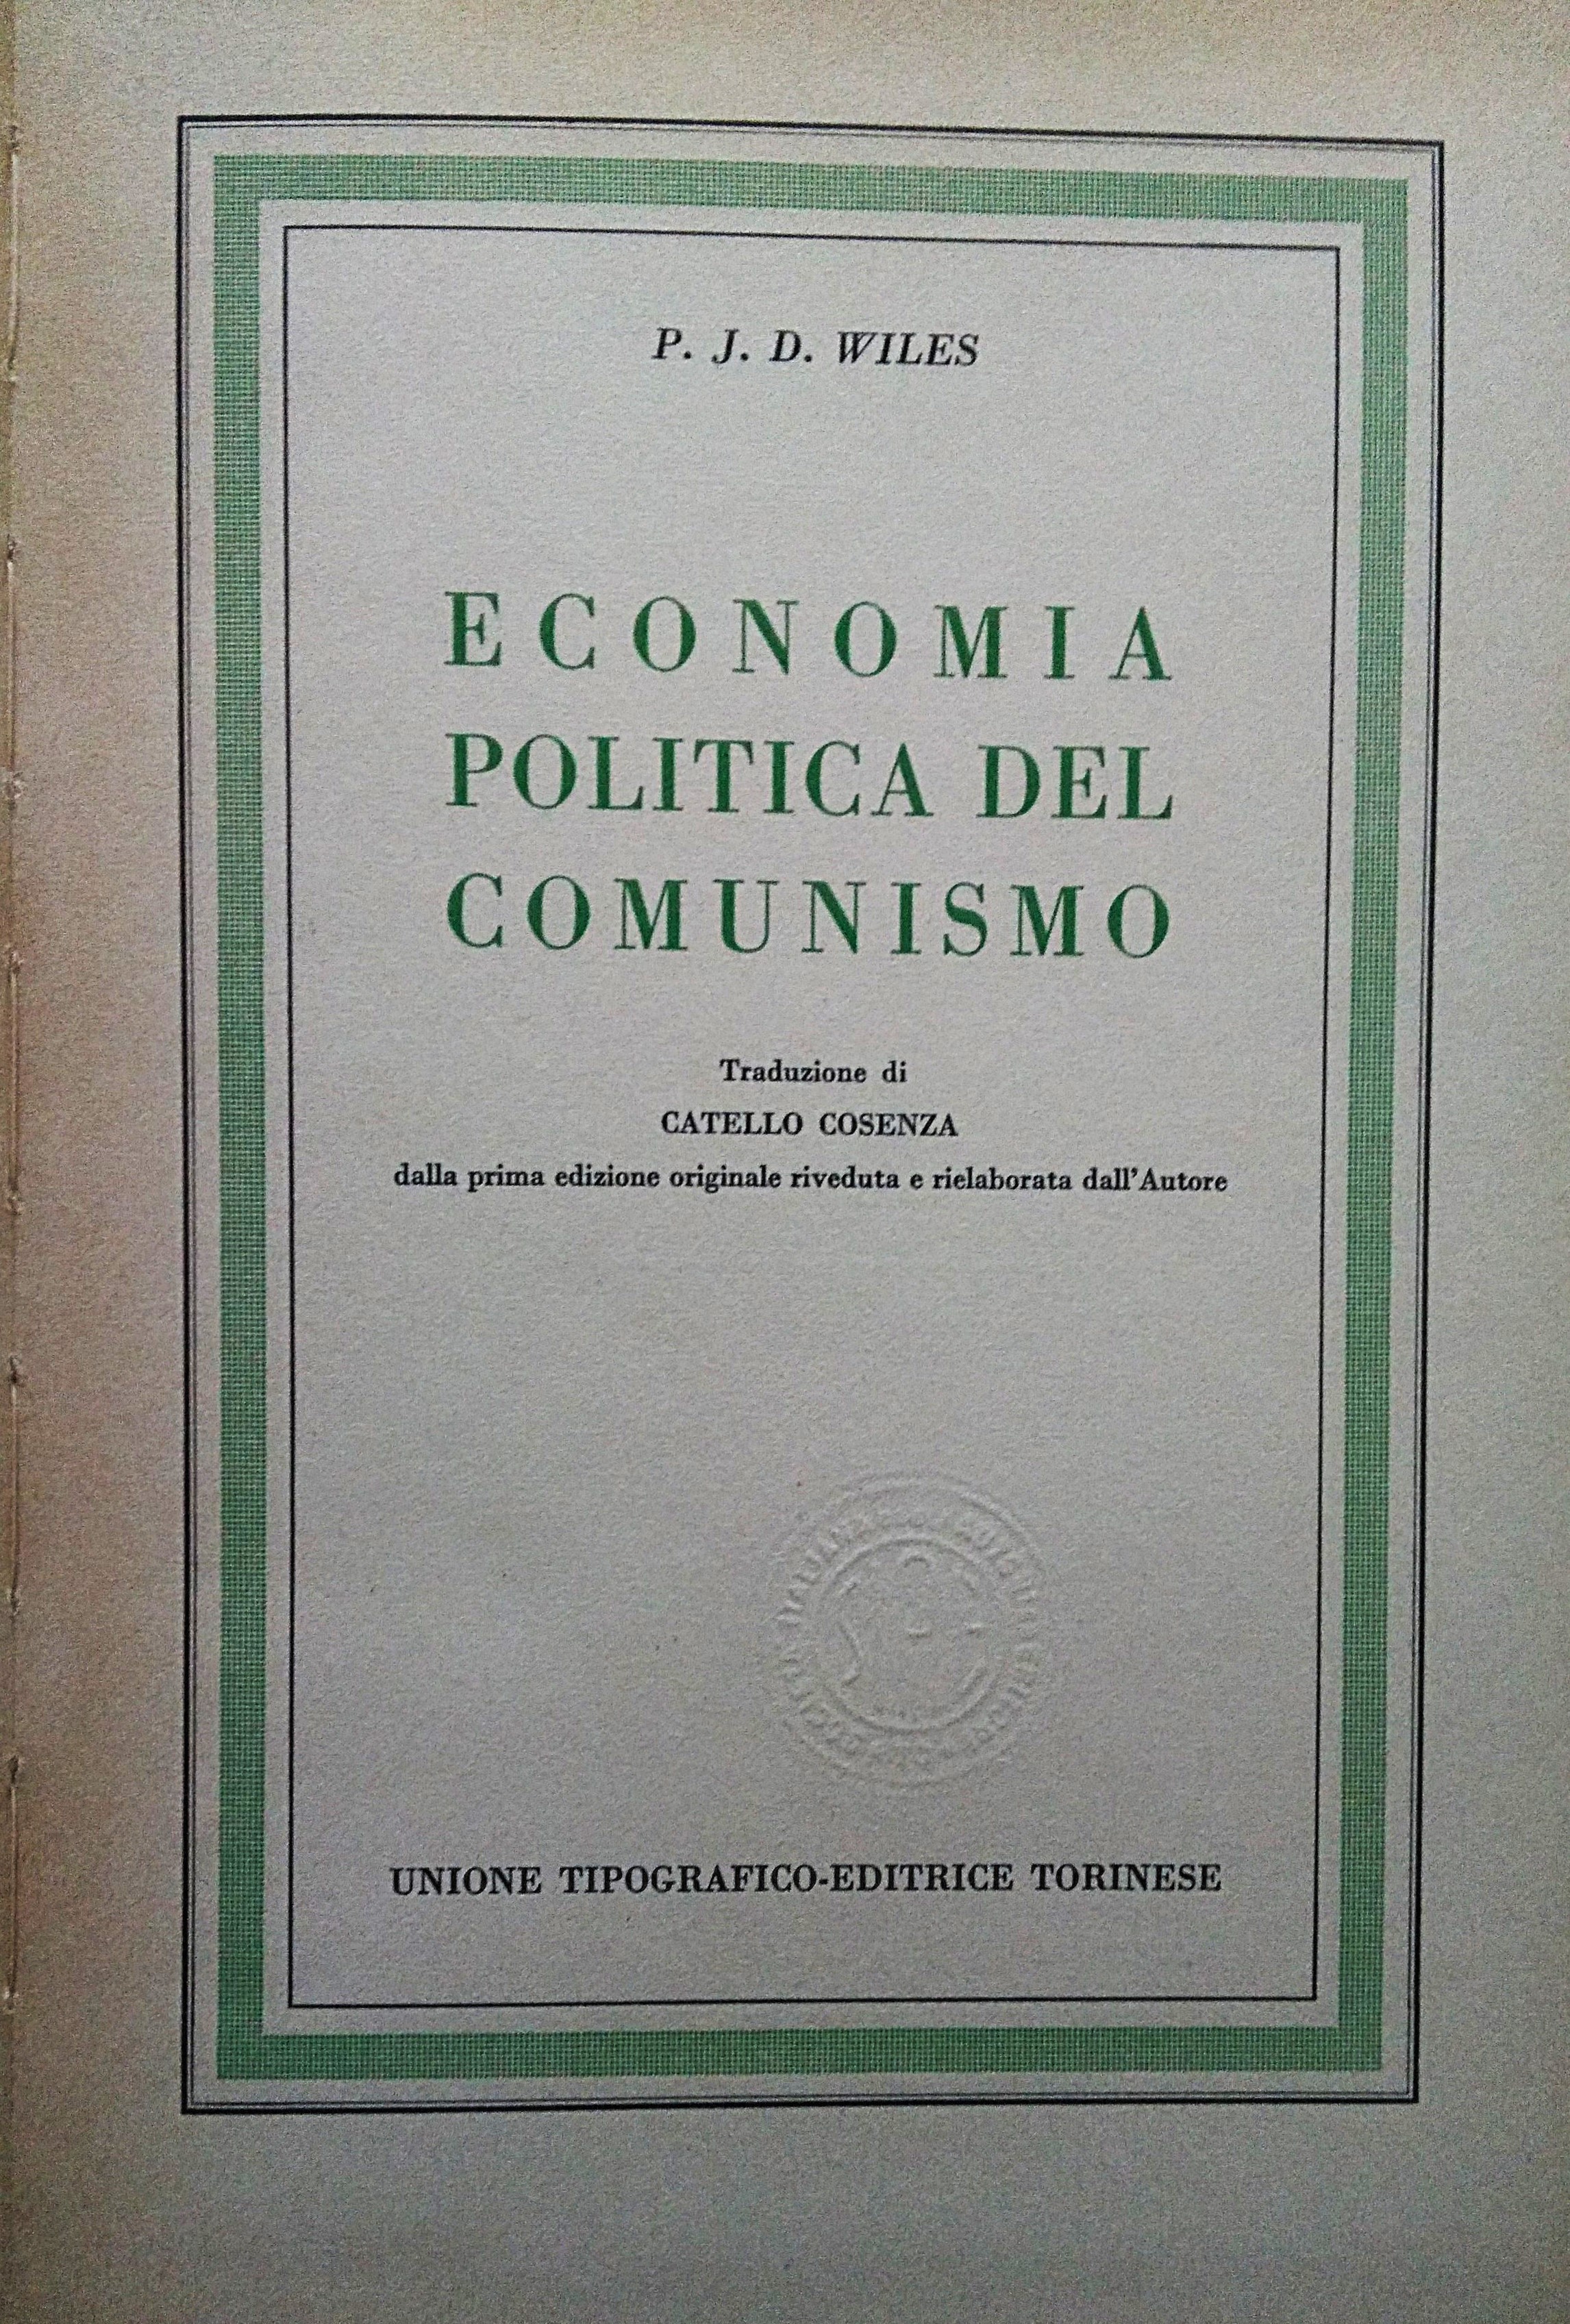 P. J. D. WILES
ECONOMIA
POLITICA DEL
COMUNISMO
Traduzione di
CATELLO COSENZA
dalla prima edizione originale riveduta e rielaborata dall'Autore
UNIONE TIPOGRAFICO-EDITRICE TORINESE